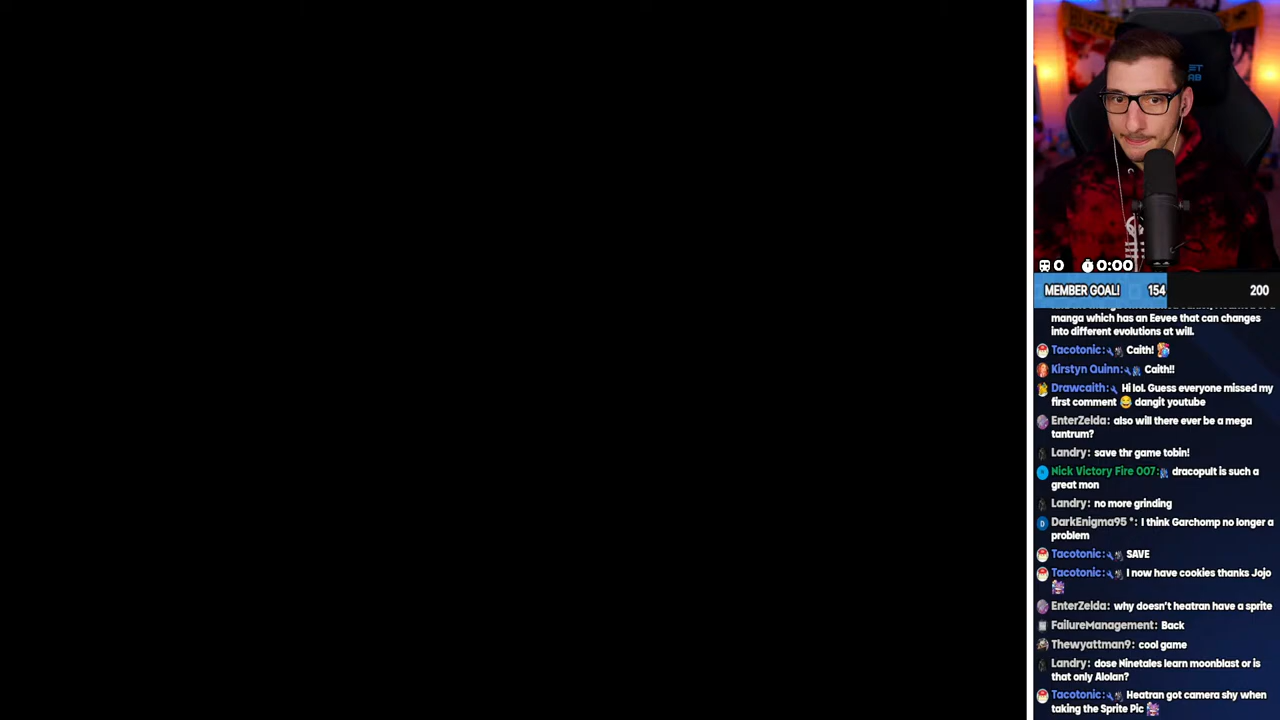 0 0:00
MEMBER GOAL! 154 200
manga which has an Eevee that can changes
into different evolutions at will.
Tacotonic: Caith!
Kirstyn Quinn: Caith!!
Drawcaith: Hi lol. Guess everyone missed my
first comment 😂 dangit youtube
EnterZelda: also will there ever be a mega
tantrum?
Landry: save thr game tobin!
Nick Victory Fire 007: dracopult is such a
great mon
Landry: no more grinding
DarkEnigma95 *: I think Garchomp no longer a
problem
Tacotonic: SAVE
Tacotonic: I now have cookies thanks Jojo
EnterZelda: why doesn't heatran have a sprite
FailureManagement: Back
Thewyattman9: cool game
Landry: dose Ninetales learn moonblast or is
that only Alolan?
Tacotonic: Heatran got camera shy when
taking the Sprite Pic